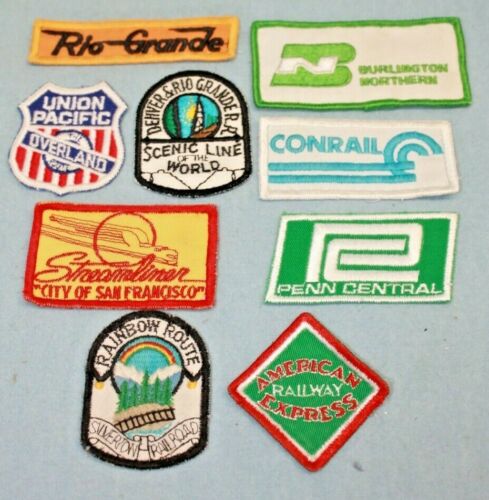 Rio Grande
BURLINGTON
NORTHERN
UNION
PACIFIC
OVERLAND
DENVER & RIO GRANDE R.R.
SCENIC LINE
OF THE
WORLD
CONRAIL
Streamliner
"CITY OF SAN FRANCISCO"
PENN CENTRAL
RAINBOW ROUTE
SILVERTON RAILROAD
AMERICAN
RAILWAY
EXPRESS